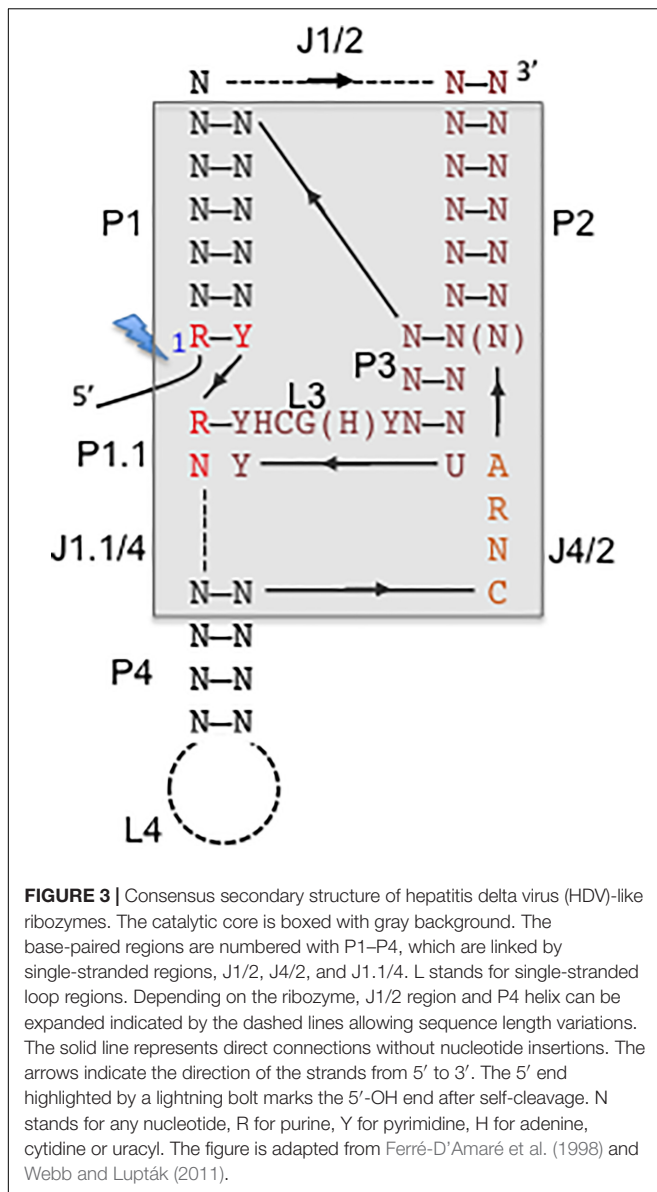 J1/2
N N—N 3'
N—N N—N
N—N N—N
P1 N—N N—N P2
N—N N—N
N—N N—N
1 R—Y N—N(N)
5' P3 N—N
L3
R—YHCG(H)YN—N
P1.1 N Y U A
R
J1.1/4 N J4/2
N—N C
N—N
P4 N—N
N—N
L4
FIGURE 3 | Consensus secondary structure of hepatitis delta virus (HDV)-like
ribozymes. The catalytic core is boxed with gray background. The
base-paired regions are numbered with P1–P4, which are linked by
single-stranded regions, J1/2, J4/2, and J1.1/4. L stands for single-stranded
loop regions. Depending on the ribozyme, J1/2 region and P4 helix can be
expanded indicated by the dashed lines allowing sequence length variations.
The solid line represents direct connections without nucleotide insertions. The
arrows indicate the direction of the strands from 5′ to 3′. The 5′ end
highlighted by a lightning bolt marks the 5′-OH end after self-cleavage. N
stands for any nucleotide, R for purine, Y for pyrimidine, H for adenine,
cytidine or uracyl. The figure is adapted from Ferré-D'Amaré et al. (1998) and
Webb and Lupták (2011).